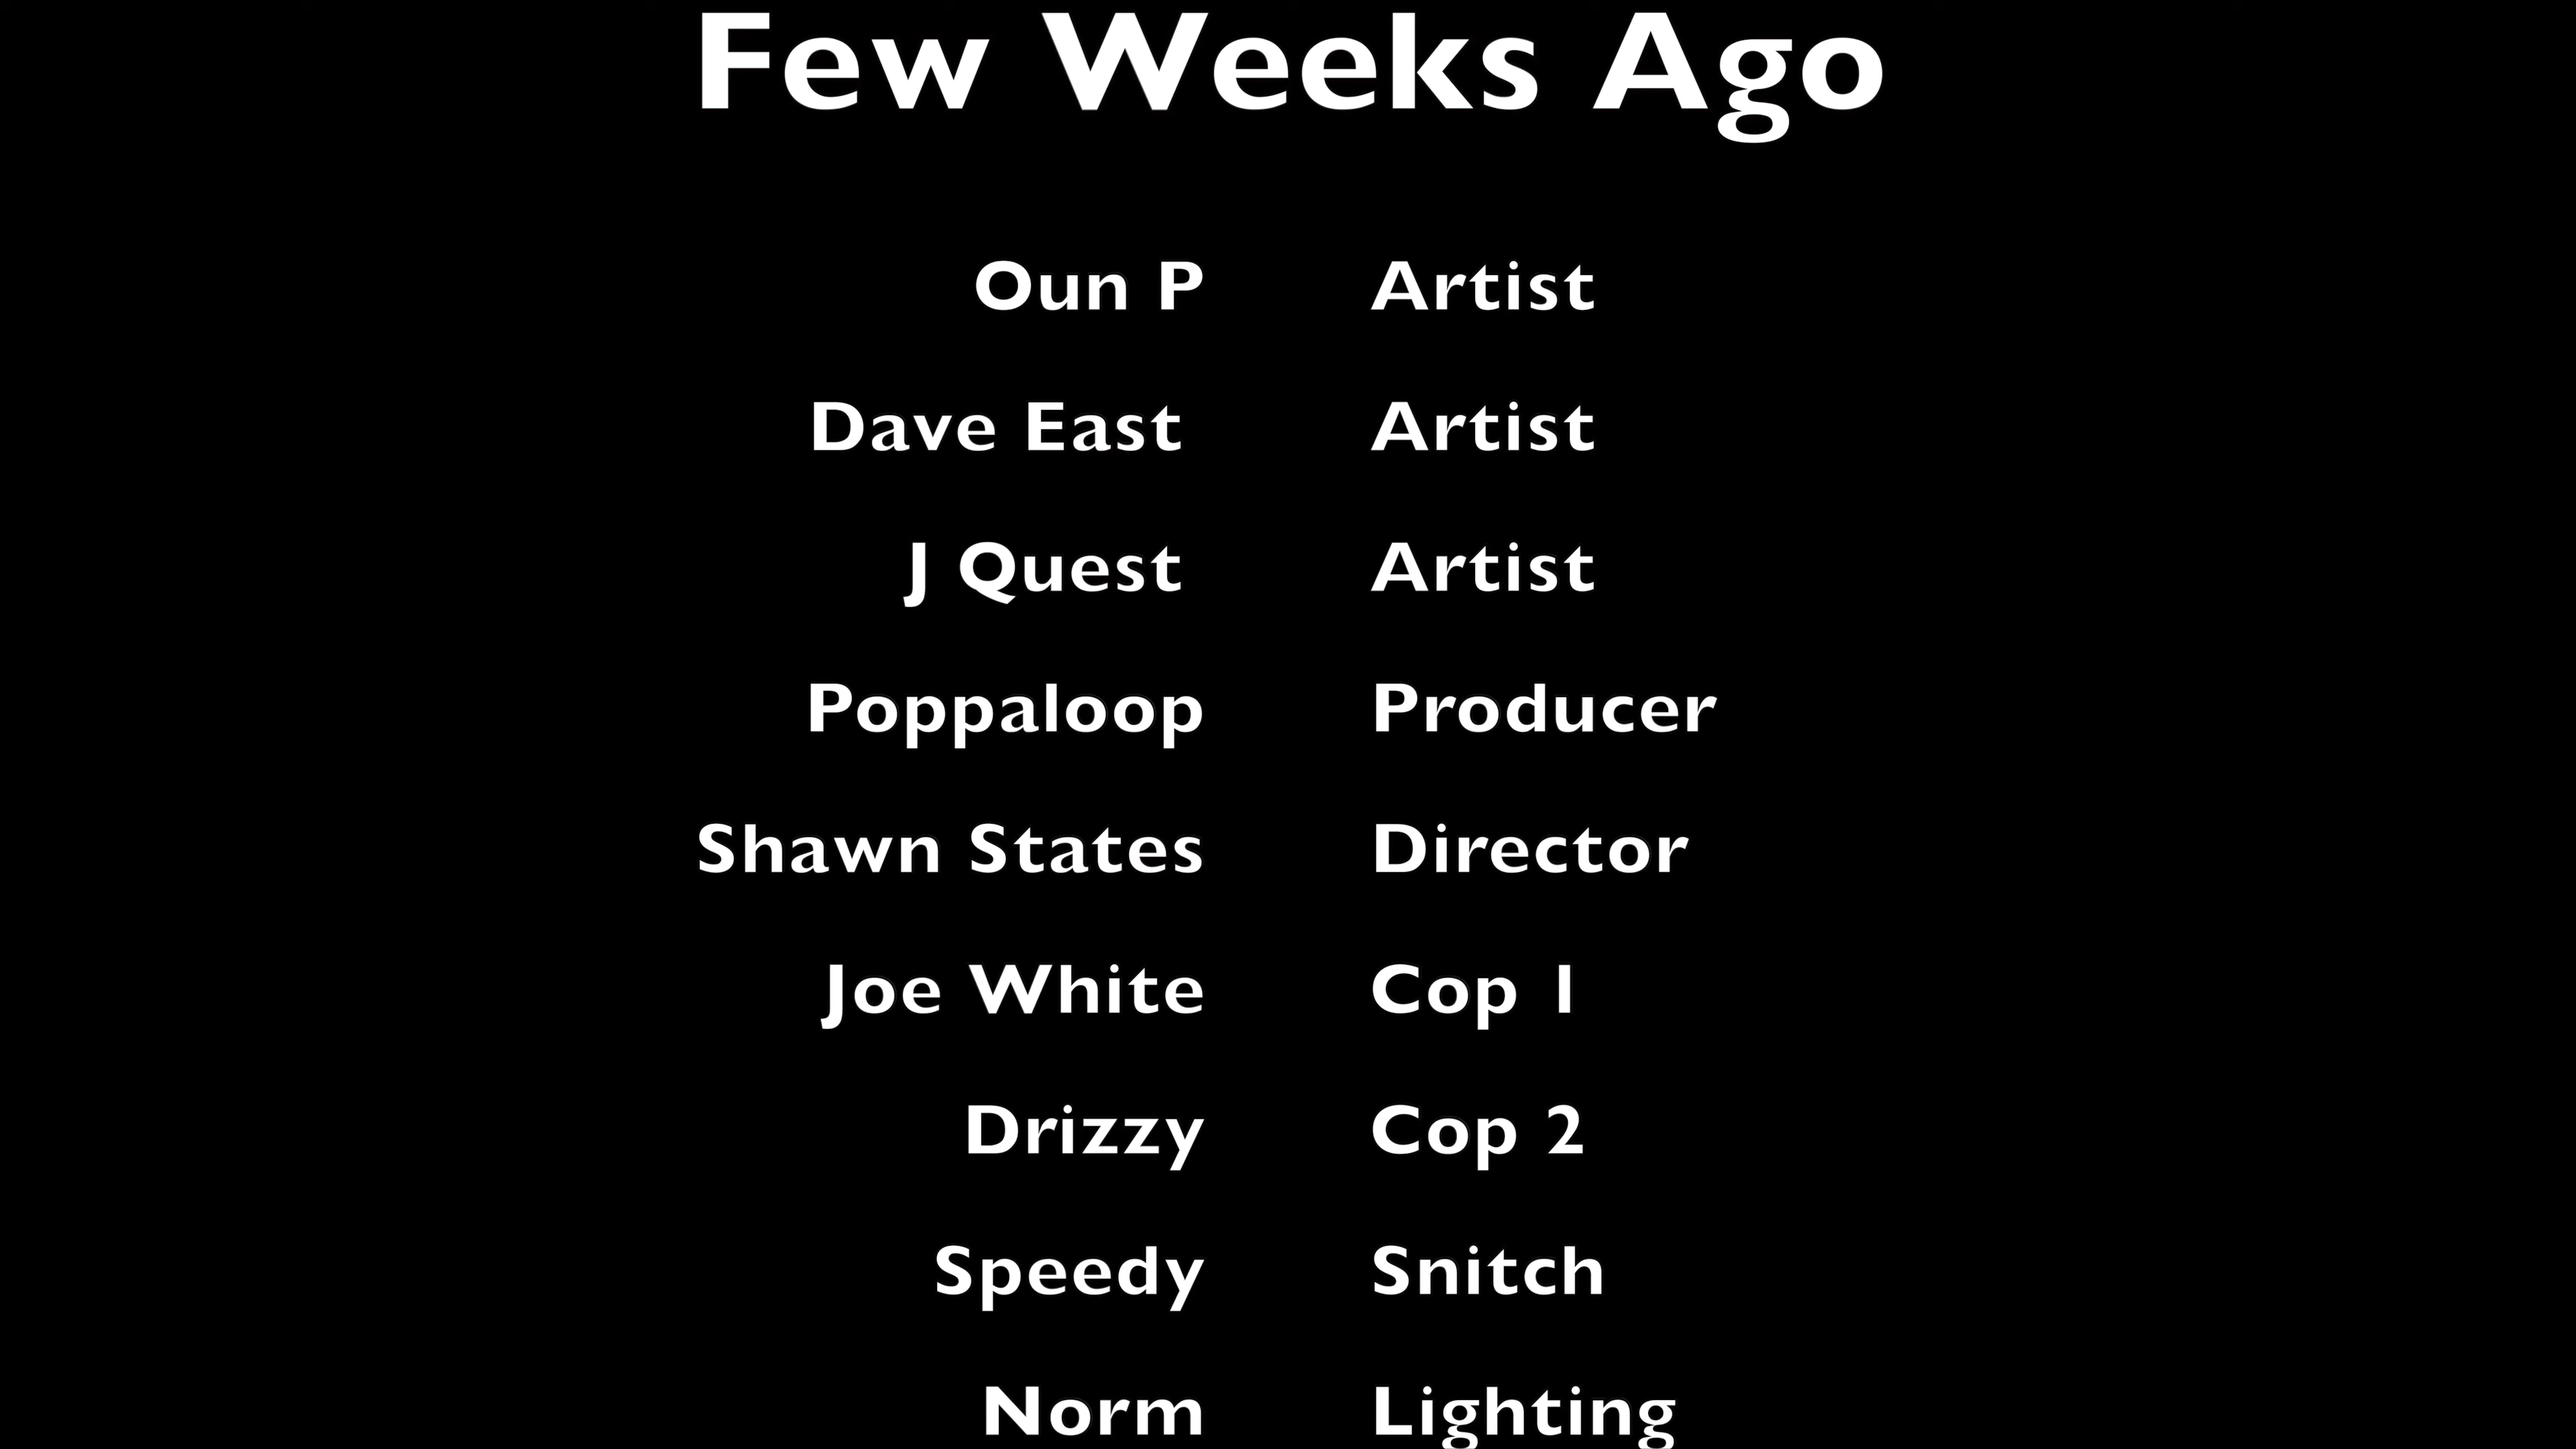 Few Weeks Ago
Oun P Artist
Dave East Artist
J Quest Artist
Poppaloop Producer
Shawn States Director
Joe White Cop 1
Drizzy Cop 2
Speedy Snitch
Norm Lighting